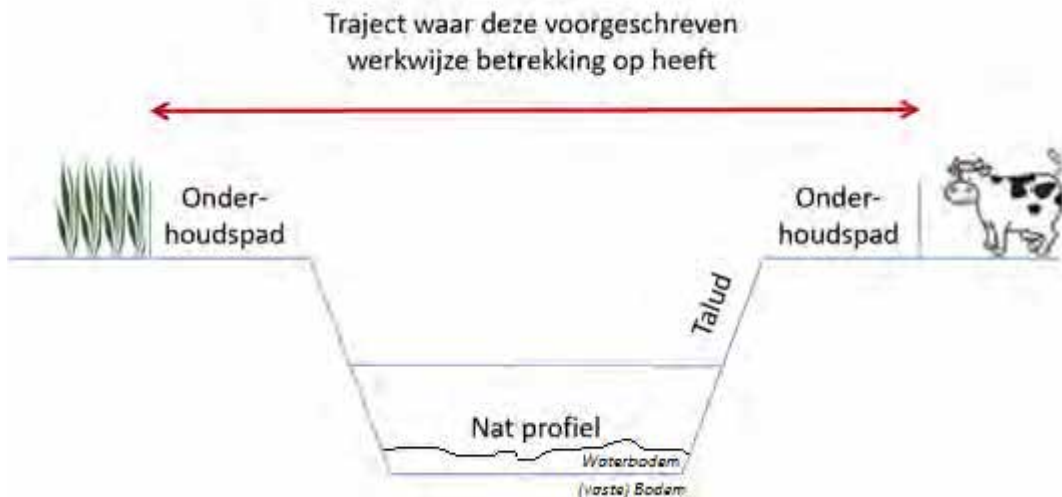 Traject waar deze voorgeschreven
werkwijze betrekking op heeft
Onder-
houdspad
Onder-
houdspad
Talud
Nat profiel
Waterbodem
(vaste) Bodem